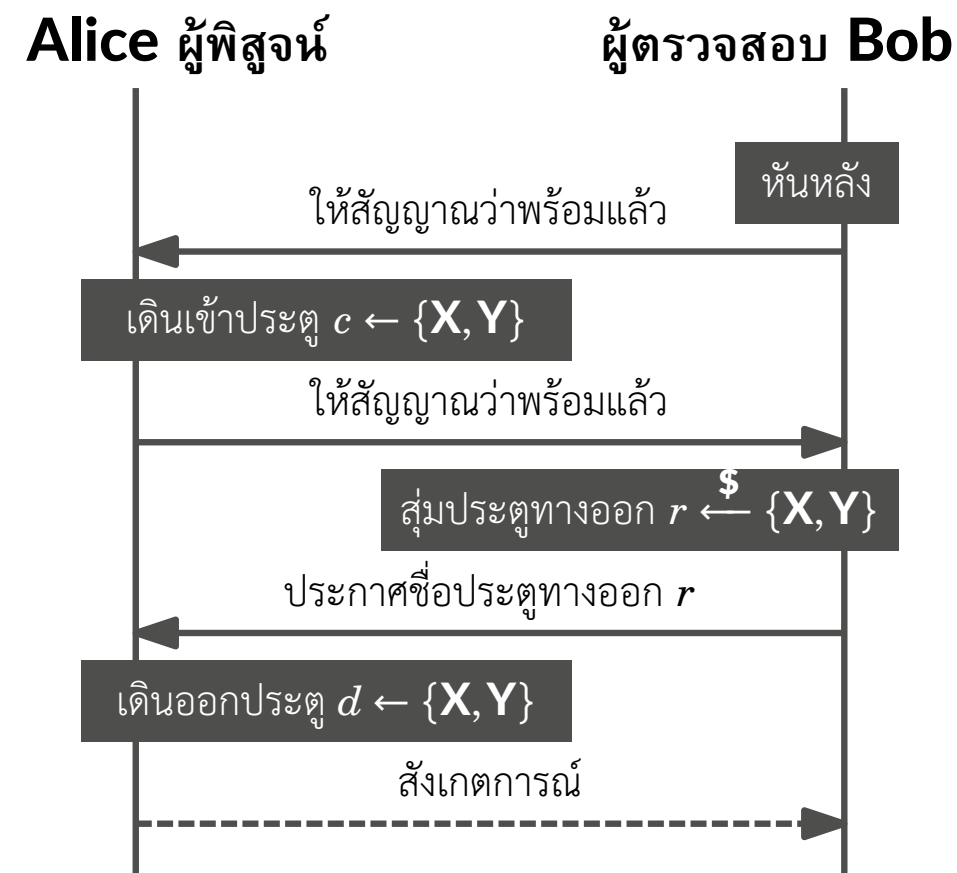 Alice ผู้พิสูจน์
ผู้ตรวจสอบ Bob
หันหลัง
ให้สัญญาณว่าพร้อมแล้ว
เดินเข้าประตู c ← {X, Y}
ให้สัญญาณว่าพร้อมแล้ว
สุ่มประตูทางออก r ←$ {X, Y}
ประกาศชื่อประตูทางออก r
เดินออกประตู d ← {X, Y}
สังเกตการณ์